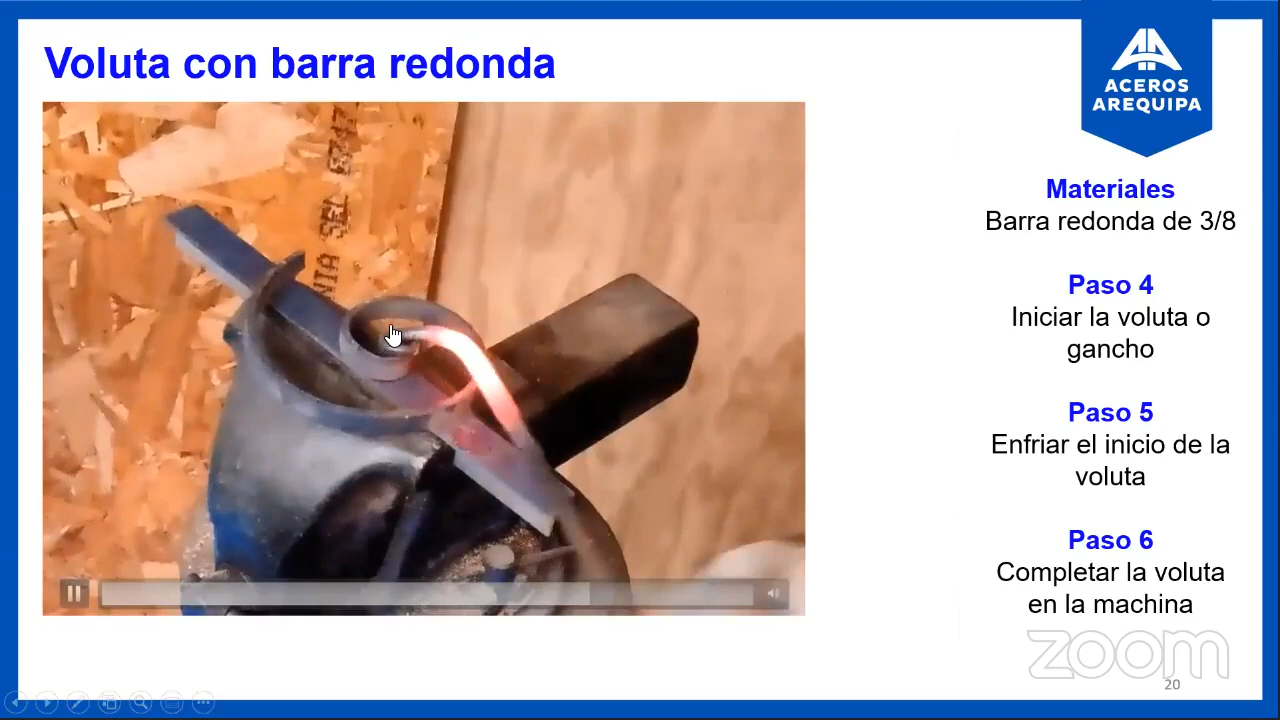 Voluta con barra redonda
ACEROS
AREQUIPA
Materiales
Barra redonda de 3/8
Paso 4
Iniciar la voluta o
gancho
Paso 5
Enfriar el inicio de la
voluta
Paso 6
Completar la voluta
en la machina
zoom
20